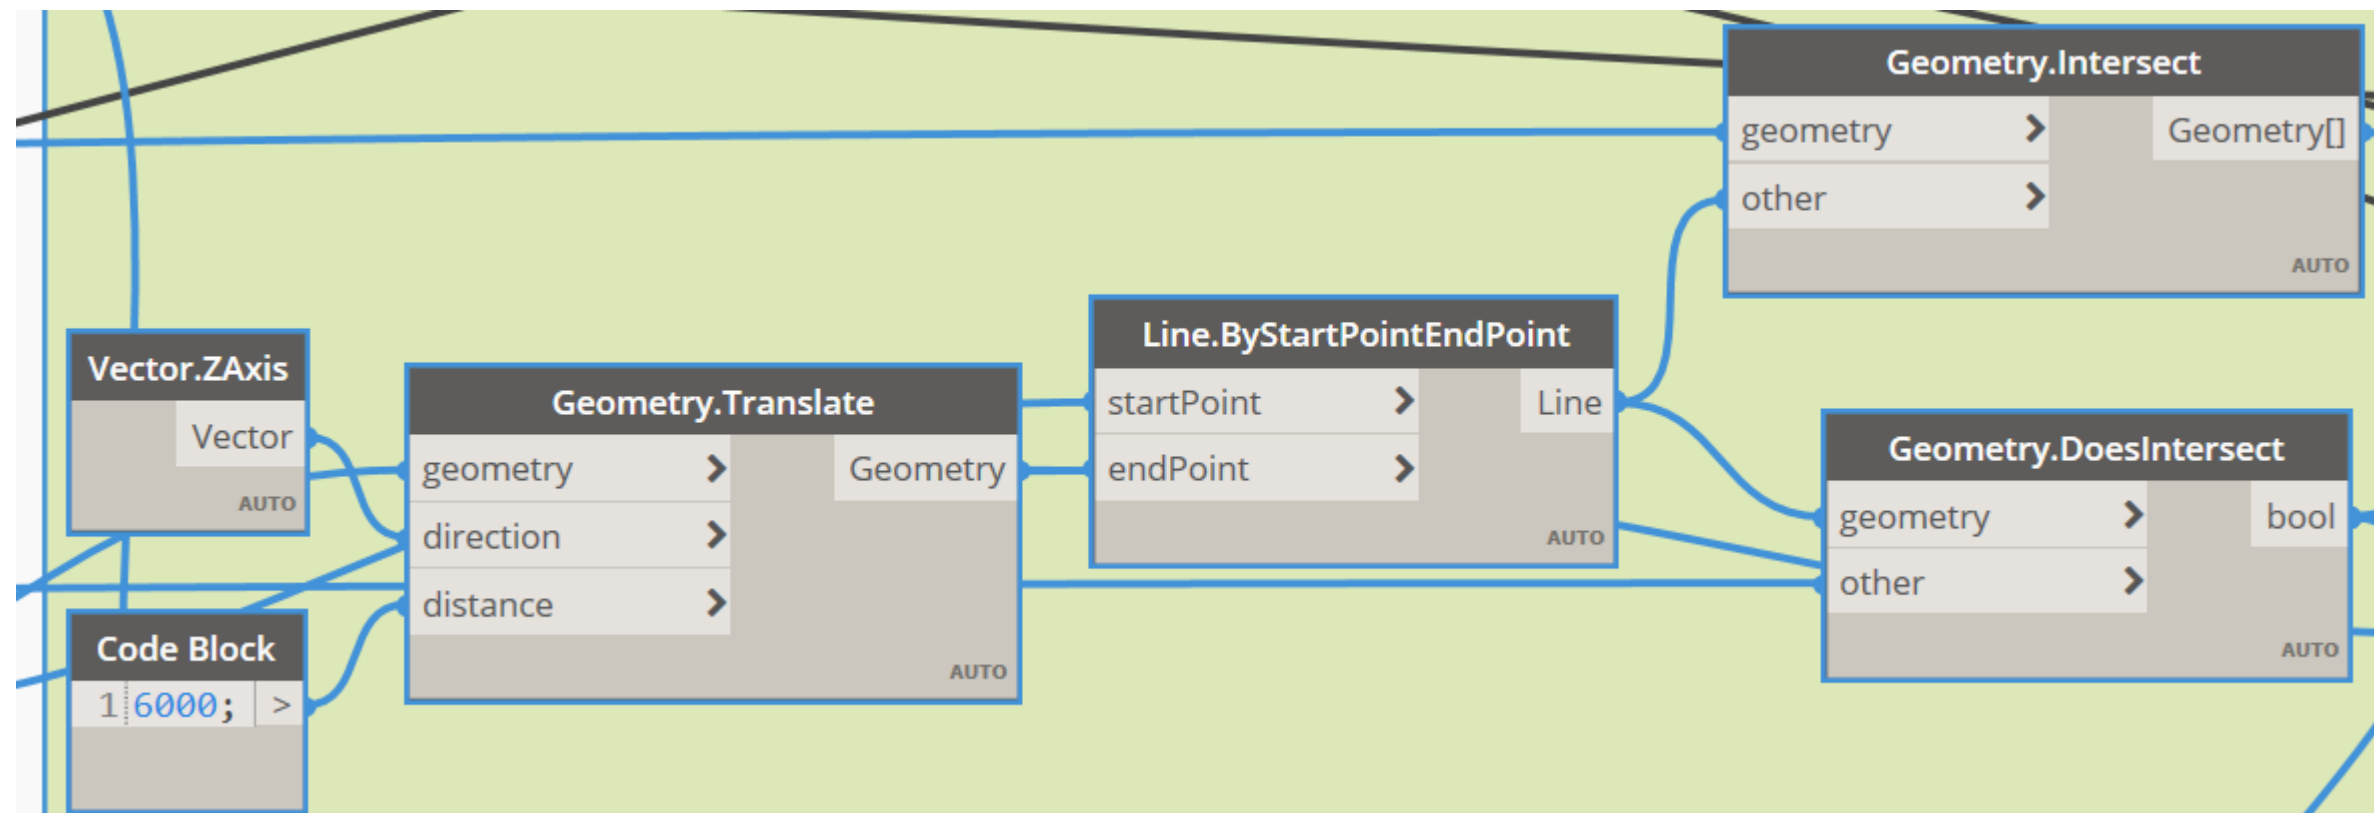 Geometry.Intersect
geometry > Geometry[]
other >
AUTO
Vector.ZAxis
Vector
AUTO
Code Block
1 6000; >
Geometry.Translate
geometry > Geometry
direction >
distance >
AUTO
Line.ByStartPointEndPoint
startPoint > Line
endPoint >
AUTO
Geometry.DoesIntersect
geometry > bool
other >
AUTO